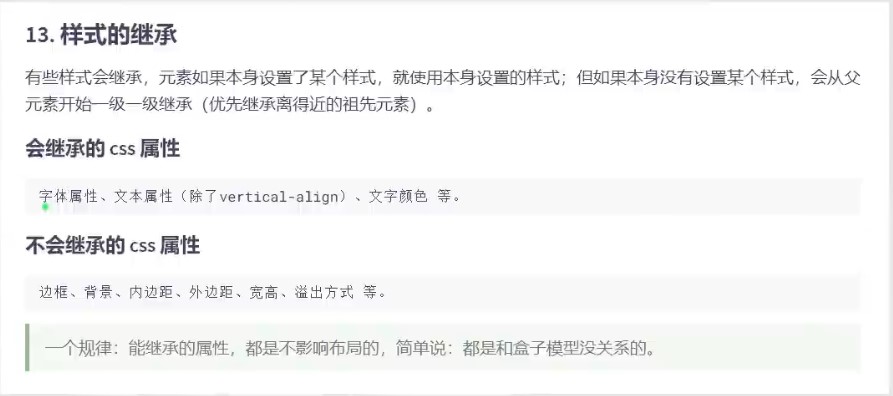 13. 样式的继承
有些样式会继承，元素如果本身设置了某个样式，就使用本身设置的样式；但如果本身没有设置某个样式，会从父
元素开始一级一级继承（优先继承离得近的祖先元素）。
会继承的 css 属性
字体属性、文本属性（除了vertical-align）、文字颜色 等。
不会继承的 css 属性
边框、背景、内边距、外边距、宽高、溢出方式 等。
一个规律：能继承的属性，都是不影响布局的，简单说：都是和盒子模型没关系的。